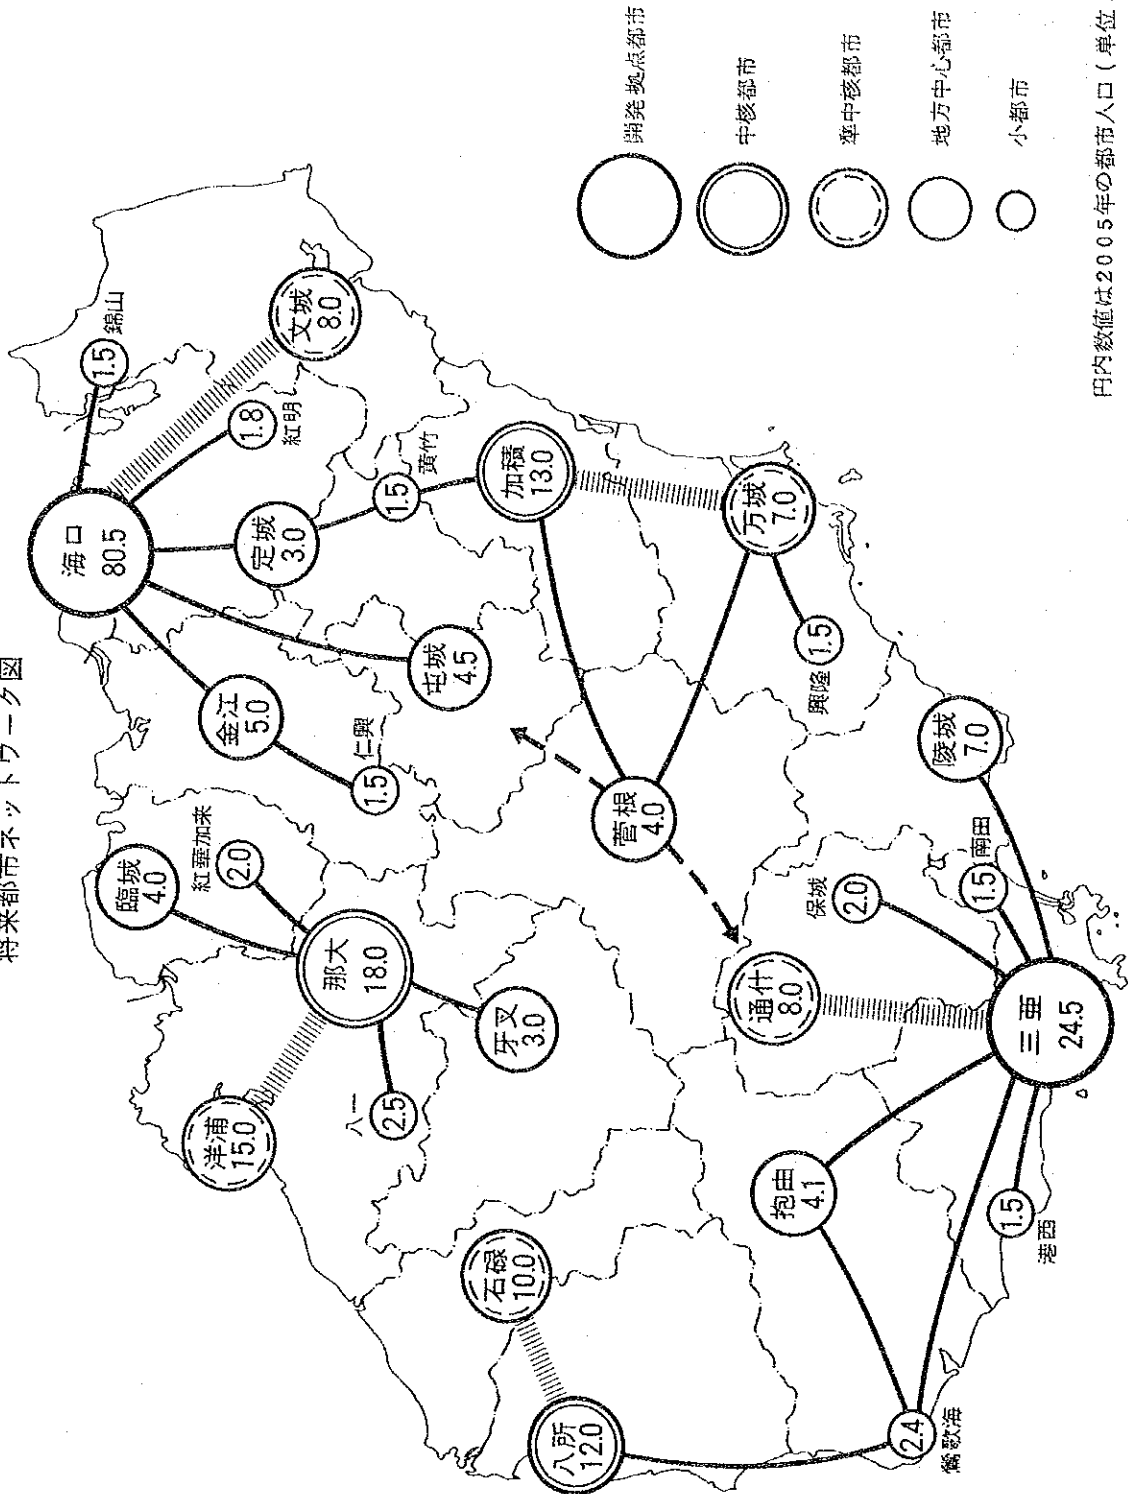 将来都市ネットワーク図
海口
80.5
1.5
錦山
文城
8.0
1.8
紅明
定城
3.0
1.5
黄竹
屯城
4.5
金江
5.0
1.5
仁興
加積
13.0
万城
7.0
1.5
興隆
菅根
4.0
臨城
4.0
紅華加来
2.0
那大
18.0
洋浦
15.0
八一
2.5
牙叉
3.0
石碌
10.0
八所
12.0
通什
8.0
保城
2.0
1.5
南田
陵城
7.0
三亜
24.5
抱由
4.1
1.5
港西
2.4
鶯歌海
開発拠点都市
中核都市
準中核都市
地方中心都市
小都市
円内数値は2005年の都市人口(単位